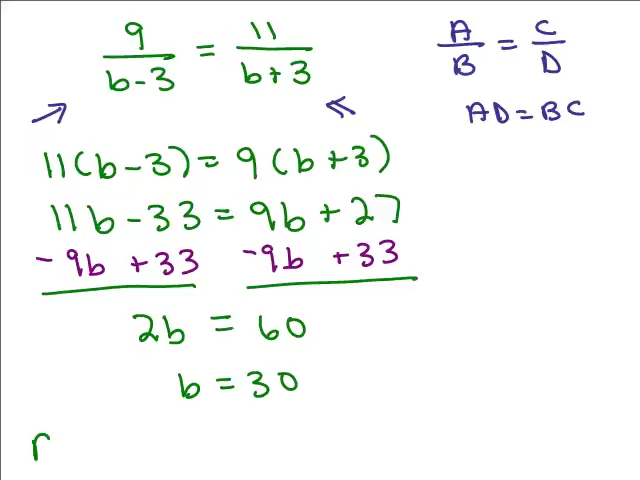 9/(b-3) = 11/(b+3)
A/B = C/D
AD = BC
11(b-3) = 9(b+3)
11b - 33 = 9b + 27
-9b +33 -9b +33
2b = 60
b = 30
r